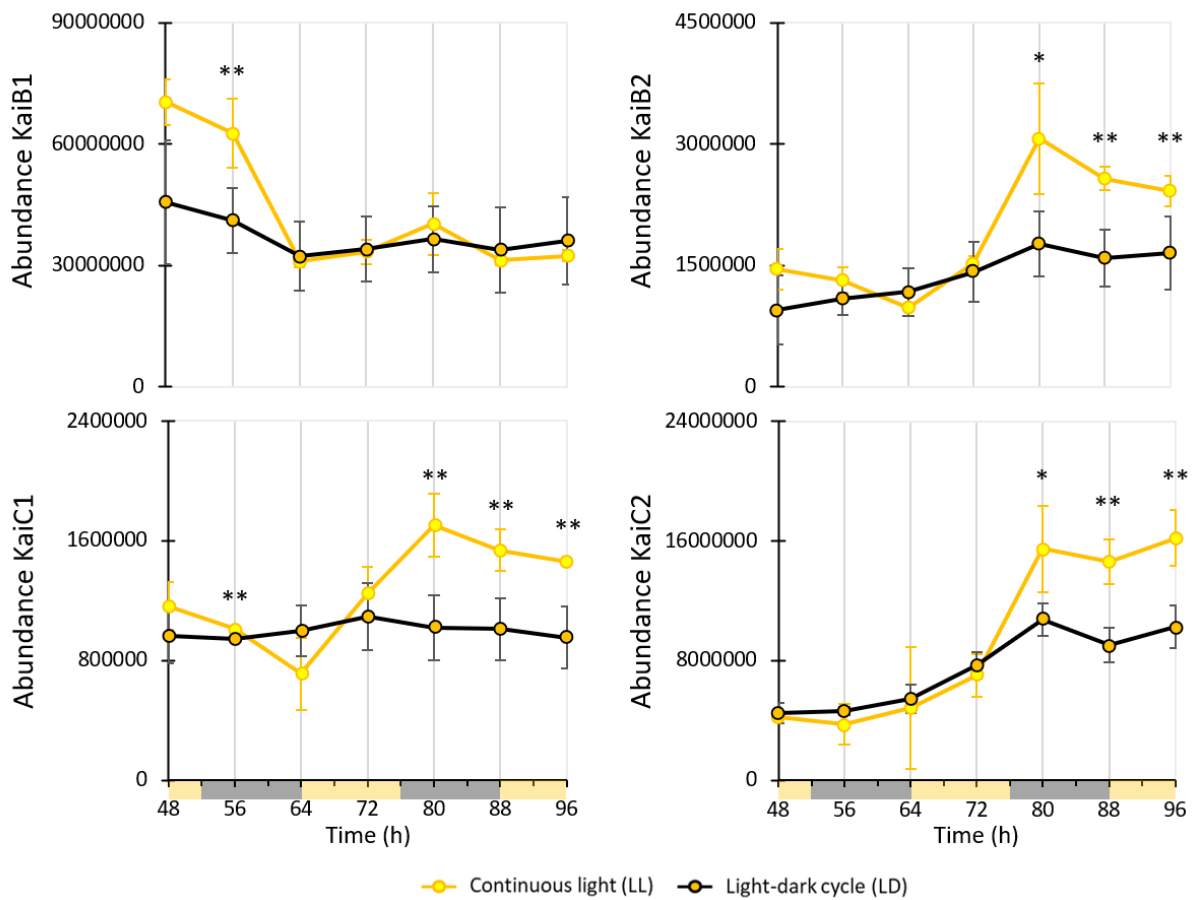 Abundance KaiB1
90000000
60000000
30000000
0
**
Abundance KaiB2
4500000
3000000
1500000
0
*
**
**
Abundance KaiC1
2400000
1600000
800000
0
**
**
**
**
48 56 64 72 80 88 96
Time (h)
Abundance KaiC2
24000000
16000000
8000000
0
*
**
**
48 56 64 72 80 88 96
Time (h)
Continuous light (LL)
Light-dark cycle (LD)